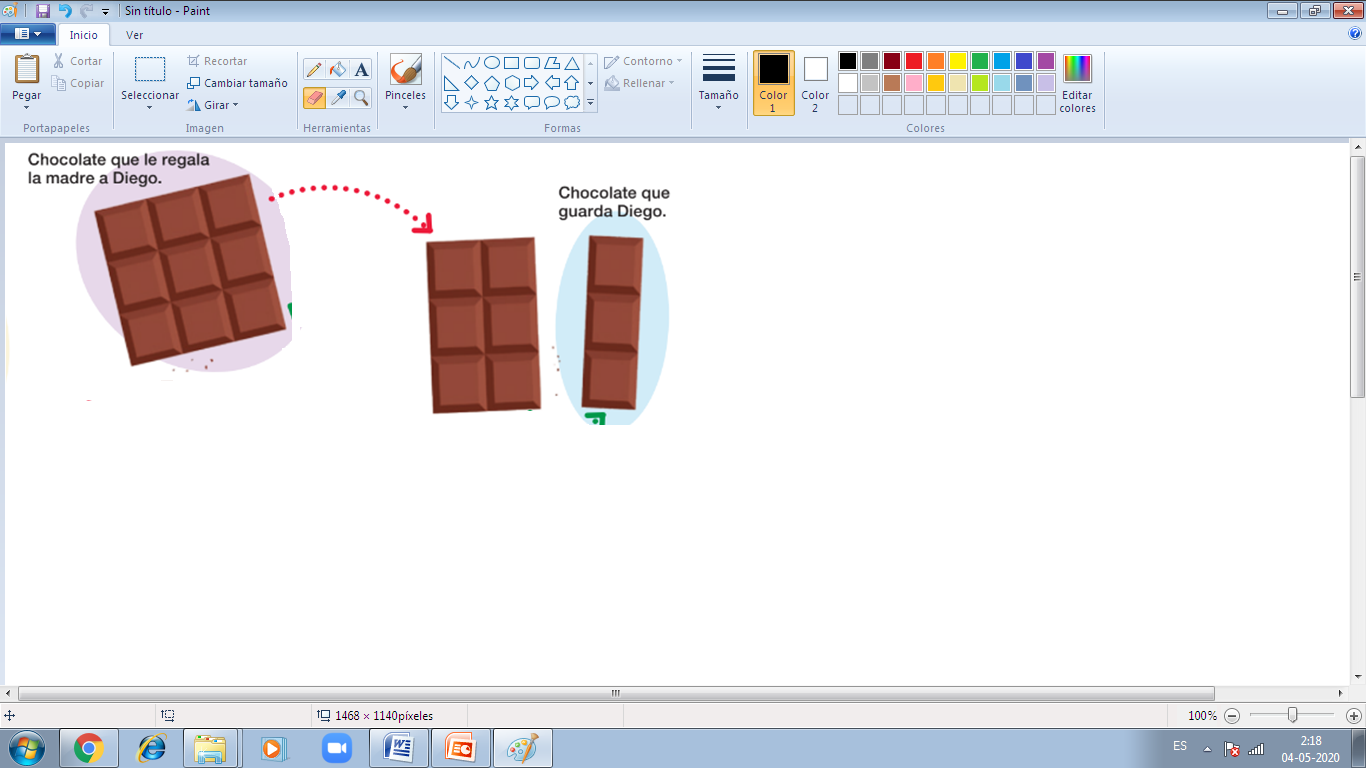 Sin título - Paint
Inicio
Ver
Pegar
Cortar
Copiar
Portapapeles
Seleccionar
Recortar
Cambiar tamaño
Girar
Imagen
A
Herramientas
Pinceles
Contorno
Rellenar
Formas
Tamaño
Color
1
Color
2
Editar
colores
Colores
Chocolate que le regala
la madre a Diego.
Chocolate que
guarda Diego.
1468 × 1140píxeles
100%
ES
2:18
04-05-2020